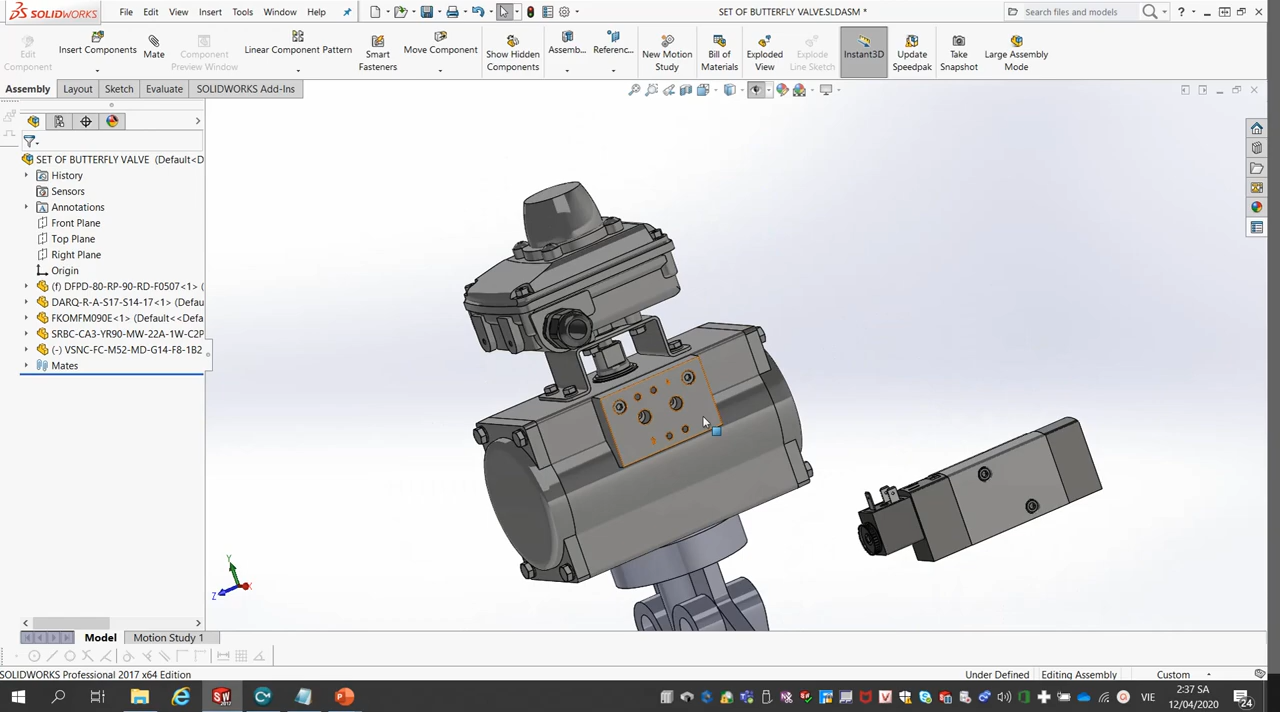 SOLIDWORKS
File
Edit
View
Insert
Tools
Window
Help
SET OF BUTTERFLY VALVE.SLDASM *
Search files and models
Edit
Component
Insert Components
Mate
Component
Preview Window
Linear Component Pattern
Smart
Fasteners
Move Component
Show Hidden
Components
Assemb...
Referenc...
New Motion
Study
Bill of
Materials
Exploded
View
Explode
Line Sketch
Instant3D
Update
Speedpak
Take
Snapshot
Large Assembly
Mode
Assembly
Layout
Sketch
Evaluate
SOLIDWORKS Add-Ins
SET OF BUTTERFLY VALVE (Default<D
History
Sensors
Annotations
Front Plane
Top Plane
Right Plane
Origin
(f) DFPD-80-RP-90-RD-F0507<1> (
DARQ-R-A-S17-S14-17<1> (Defau
FKOMFM090E<1> (Default<<Defa
SRBC-CA3-YR90-MW-22A-1W-C2P
(-) VSNC-FC-M52-MD-G14-F8-1B2
Mates
Y
X
Z
Model
Motion Study 1
SOLIDWORKS Professional 2017 x64 Edition
Under Defined
Editing Assembly
Custom
VIE
2:37 SA
12/04/2020
24